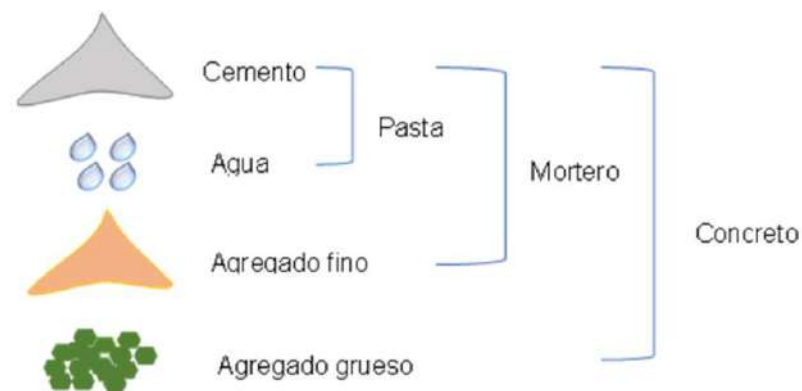 Cemento
Pasta
Agua
Mortero
Concreto
Agregado fino
Agregado grueso